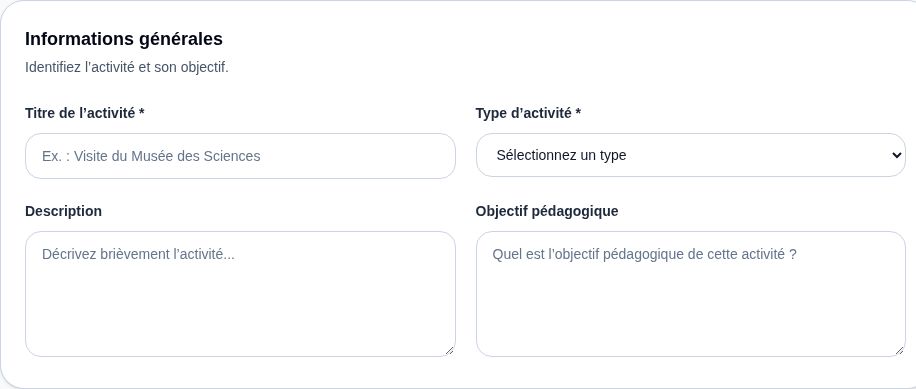 Informations générales
Identifiez l’activité et son objectif.
Titre de l’activité *
Type d’activité *
Ex. : Visite du Musée des Sciences
Sélectionnez un type
Description
Objectif pédagogique
Décrivez brièvement l’activité...
Quel est l’objectif pédagogique de cette activité ?